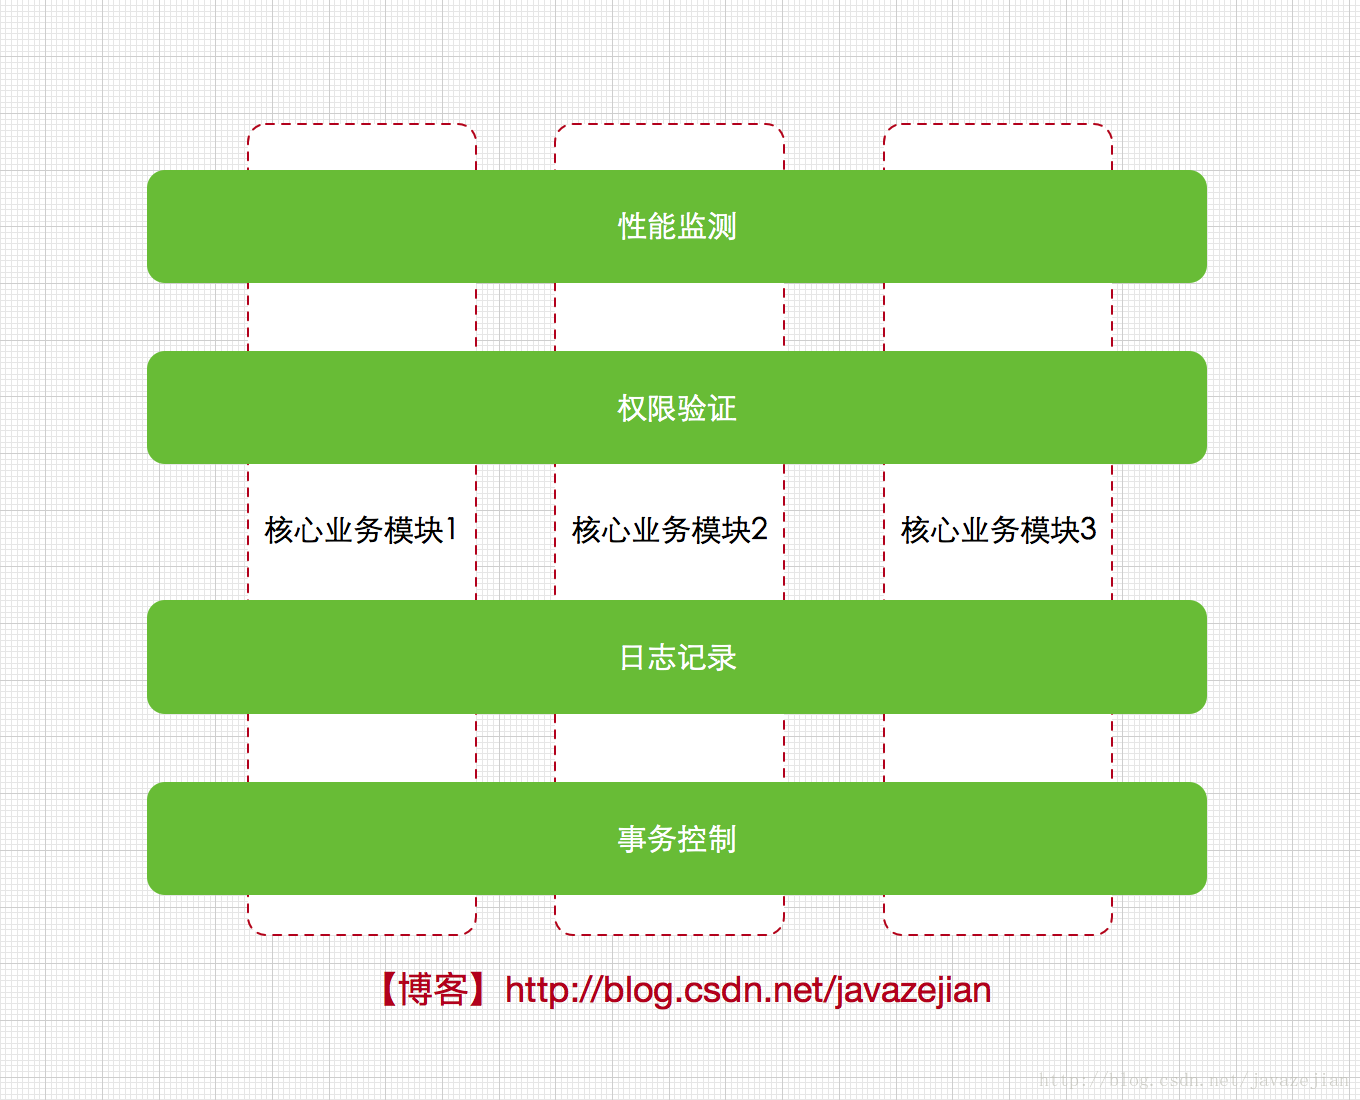 性能监测
权限验证
核心业务模块1 核心业务模块2 核心业务模块3
日志记录
事务控制
【博客】http://blog.csdn.net/javazejian
http://blog.csdn.net/javazejian